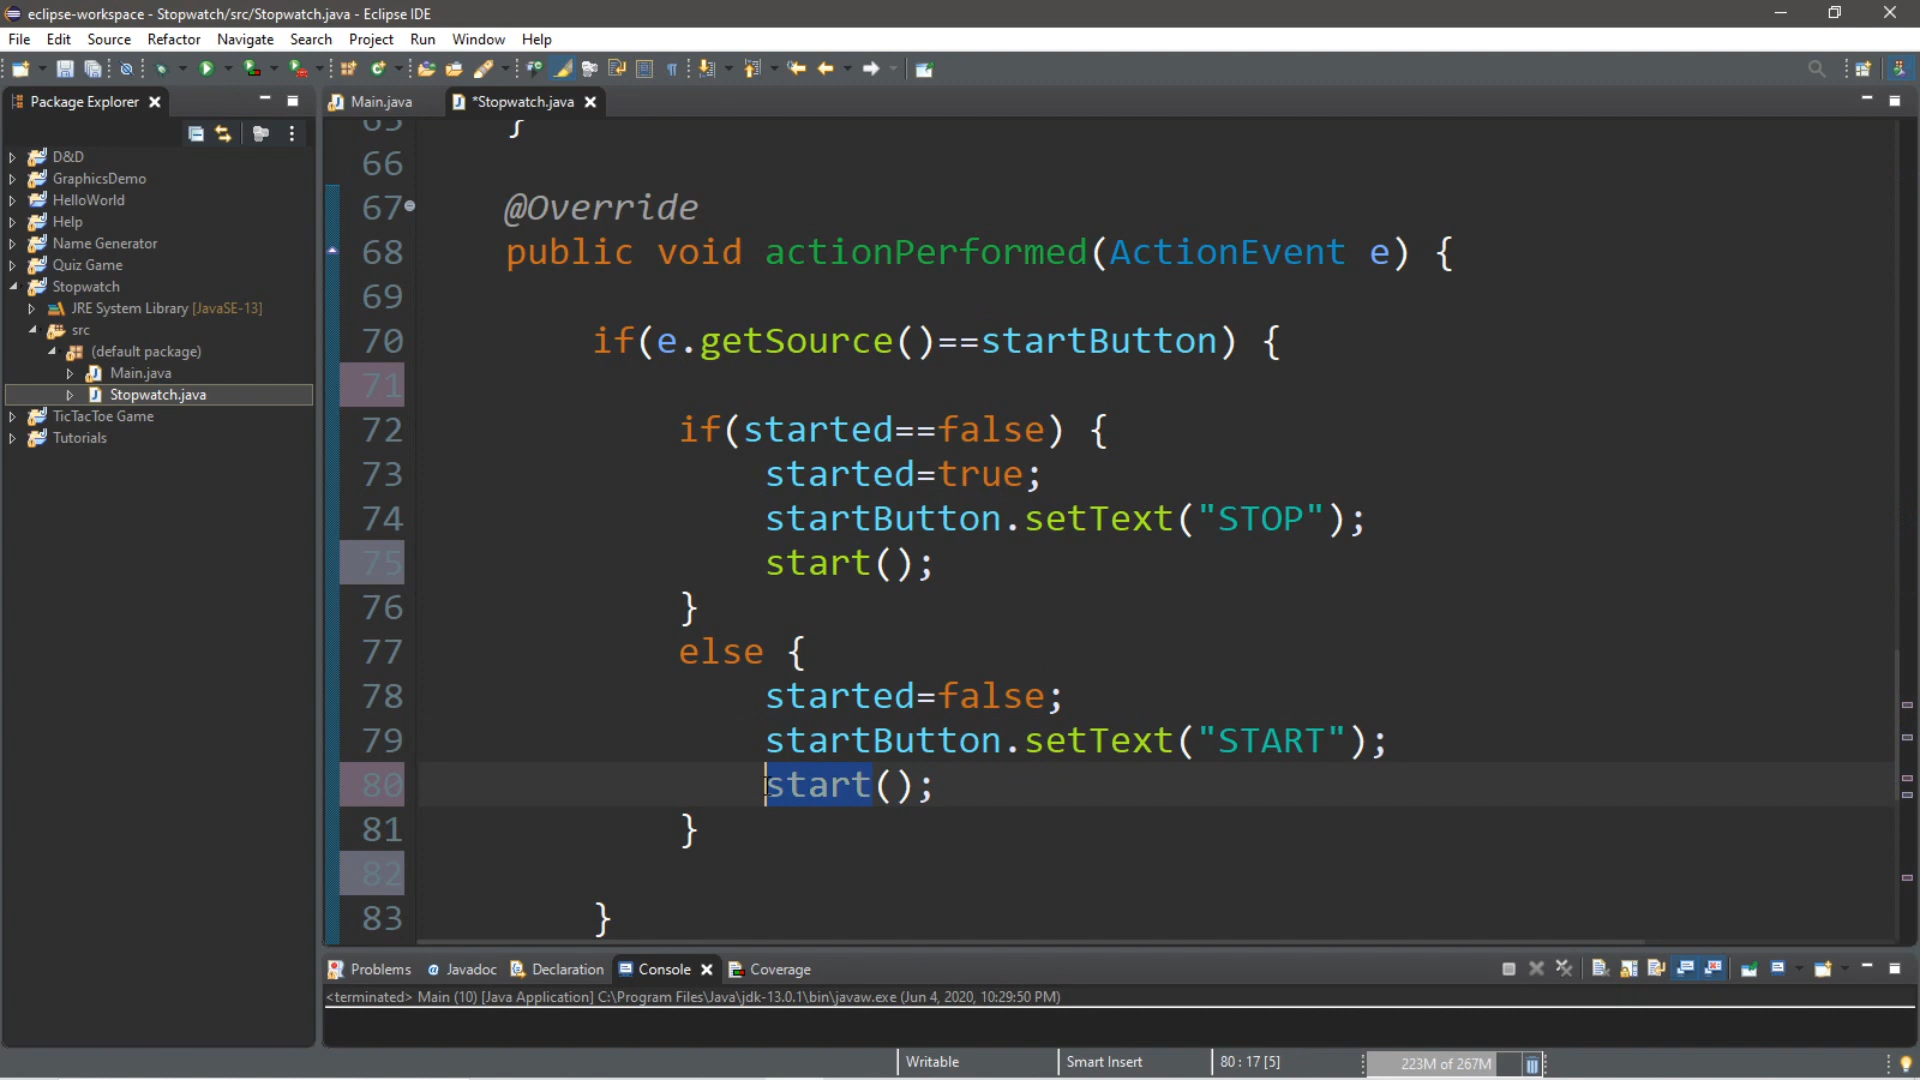 eclipse-workspace - Stopwatch/src/Stopwatch.java - Eclipse IDE
File Edit Source Refactor Navigate Search Project Run Window Help
Package Explorer
Main.java
*Stopwatch.java
D&D
GraphicsDemo
HelloWorld
Help
Name Generator
Quiz Game
Stopwatch
JRE System Library [JavaSE-13]
src
(default package)
Main.java
Stopwatch.java
TicTacToe Game
Tutorials
65 }
66
67 @Override
68 public void actionPerformed(ActionEvent e) {
69
70 if(e.getSource()==startButton) {
71
72 if(started==false) {
73 started=true;
74 startButton.setText("STOP");
75 start();
76 }
77 else {
78 started=false;
79 startButton.setText("START");
80 start();
81 }
82
83 }
Problems Javadoc Declaration Console Coverage
<terminated> Main (10) [Java Application] C:\Program Files\Java\jdk-13.0.1\bin\javaw.exe (Jun 4, 2020, 10:29:50 PM)
Writable Smart Insert 80 : 17 [5] 223M of 267M